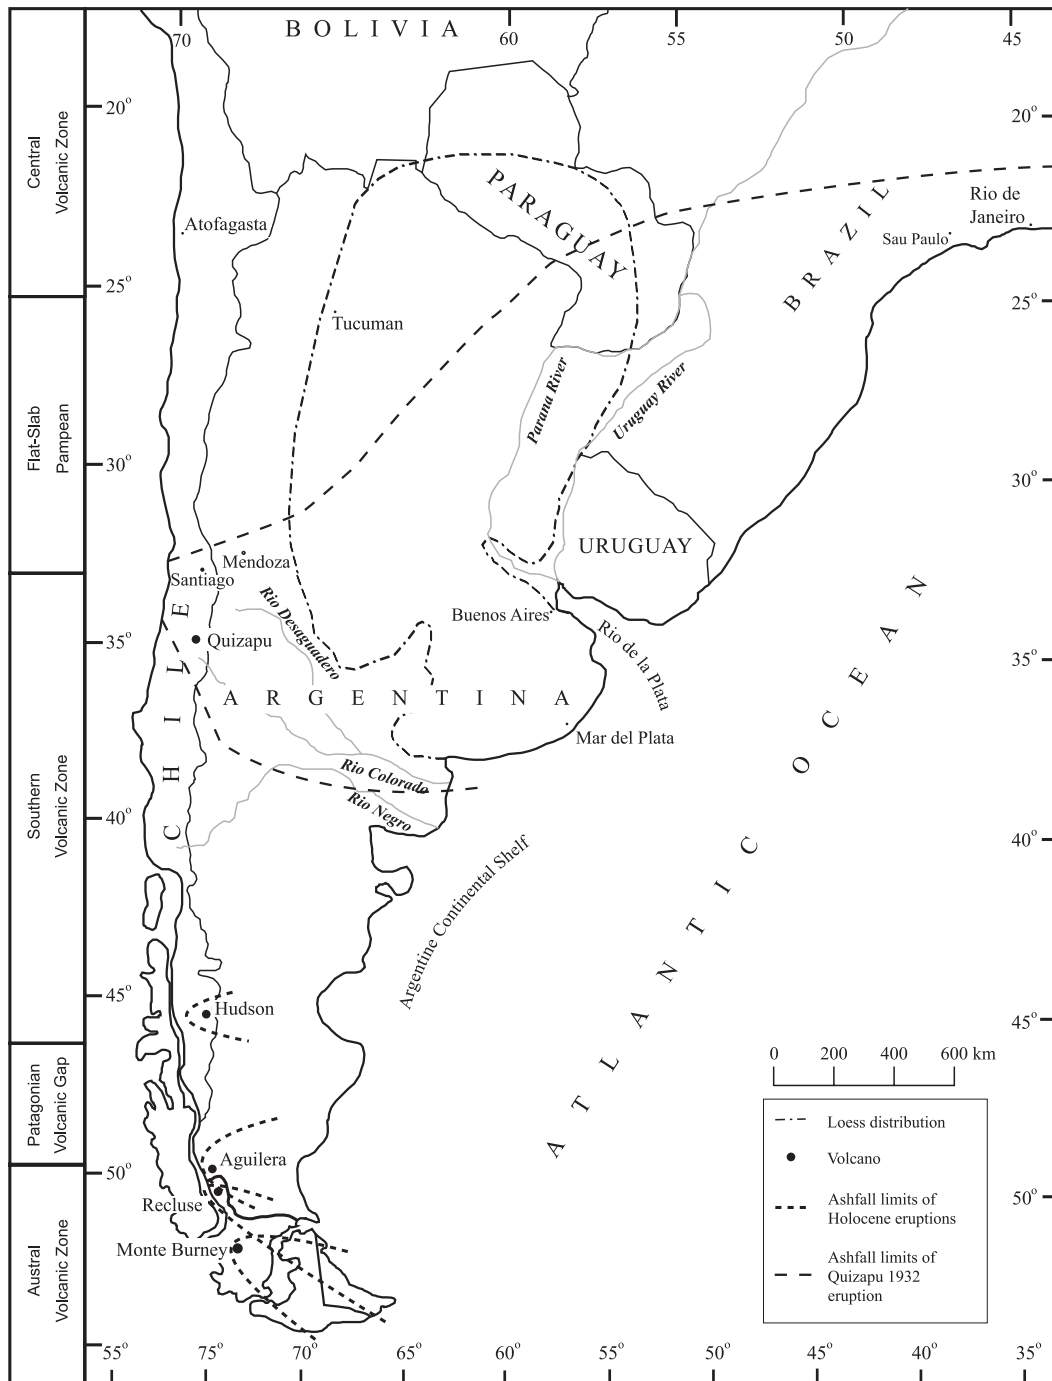 BOLIVIA
70
60
55
50
45
20°
20°
Central
Volcanic Zone
PARAGUAY
BRAZIL
Rio de
Janeiro
Atofagasta
Sau Paulo
25°
25°
Tucuman
Flat-Slab
Pampean
Parana River
Uruguay River
30°
30°
URUGUAY
Mendoza
Santiago
Rio Desaguadero
Buenos Aires
Rio de la Plata
35°
35°
Quizapu
CHILE
ARGENTINA
Mar del Plata
ATLANTIC OCEAN
Rio Colorado
Rio Negro
Southern
Volcanic Zone
40°
40°
Argentine Continental Shelf
45°
45°
Hudson
0 200 400 600 km
Patagonian
Volcanic Gap
Loess distribution
Aguilera
Volcano
50°
50°
Recluse
Ashfall limits of
Holocene eruptions
Monte Burney
Ashfall limits of
Quizapu 1932
eruption
Austral
Volcanic Zone
55°
75°
70°
65°
60°
55°
50°
45°
40°
35°